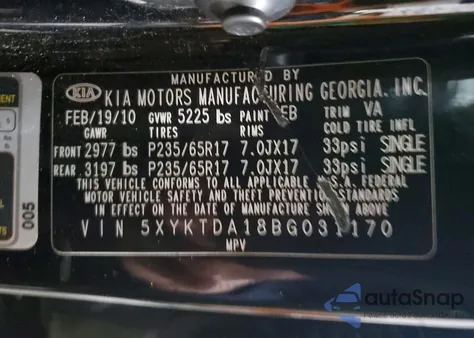 MANUFACTURED BY
KIA KIA MOTORS MANUFACTURING GEORGIA, INC.
FEB/19/10 GVWR 5225 lbs PAINT EB TRIM VA
GAWR TIRES RIMS COLD TIRE INFL
FRONT 2977 lbs P235/65R17 7.0JX17 33psi SINGLE
REAR 3197 lbs P235/65R17 7.0JX17 33psi SINGLE
THIS VEHICLE CONFORMS TO ALL APPLICABLE U.S.A. FEDERAL
MOTOR VEHICLE SAFETY AND THEFT PREVENTION STANDARDS
IN EFFECT ON THE DATE OF MANUFACTURE SHOWN ABOVE
VIN 5XYKTDA18BG031170
MPV
005
autaSnap